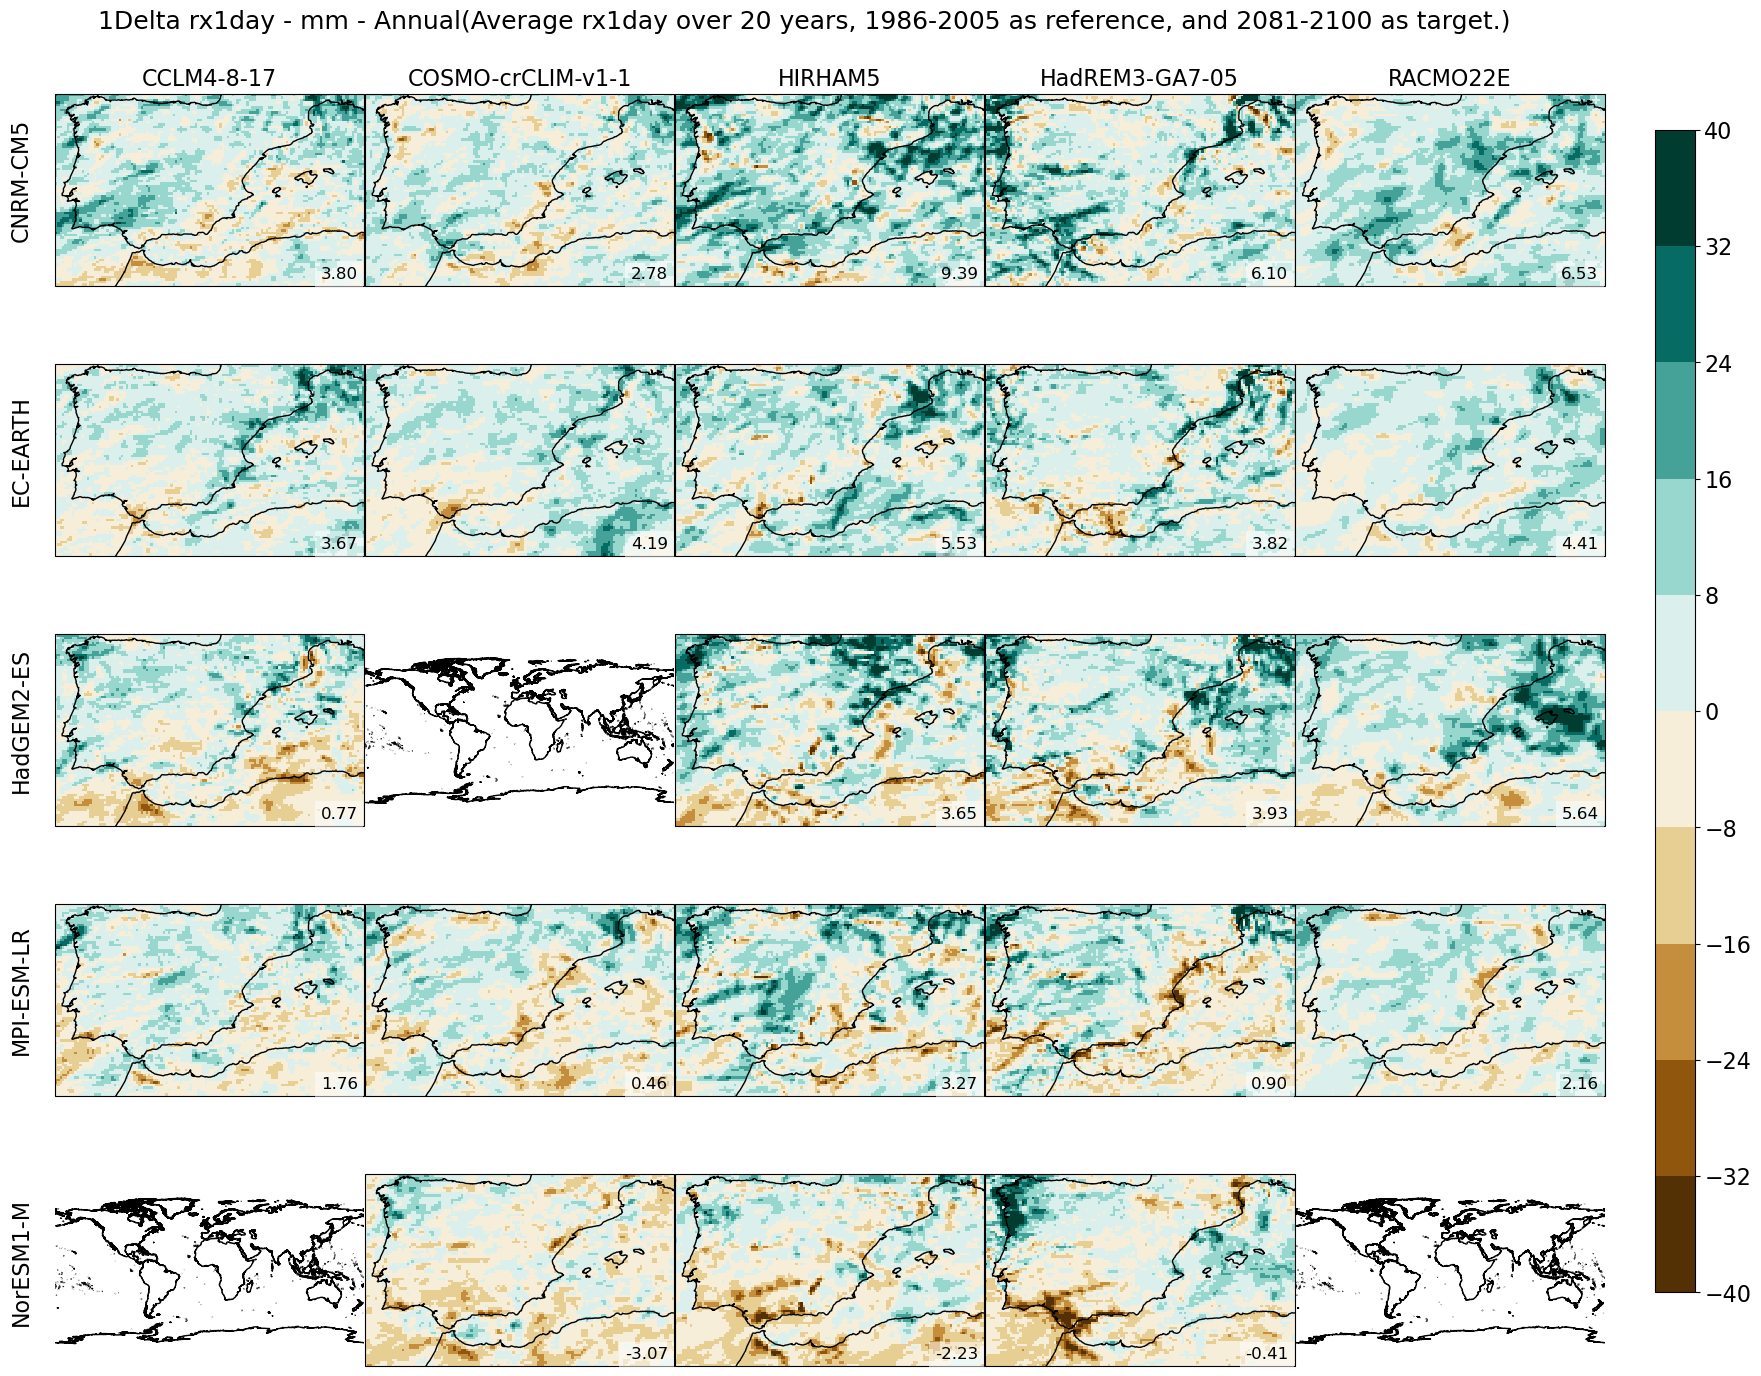 1Delta rx1day - mm - Annual(Average rx1day over 20 years, 1986-2005 as reference, and 2081-2100 as target.)
CCLM4-8-17 COSMO-crCLIM-v1-1 HIRHAM5 HadREM3-GA7-05 RACMO22E
CNRM-CM5
3.80 2.78 9.39 6.10 6.53
EC-EARTH
3.67 4.19 5.53 3.82 4.41
HadGEM2-ES
0.77 3.65 3.93 5.64
MPI-ESM-LR
1.76 0.46 3.27 0.90 2.16
NorESM1-M
-3.07 -2.23 -0.41
40
32
24
16
8
0
−8
−16
−24
−32
−40